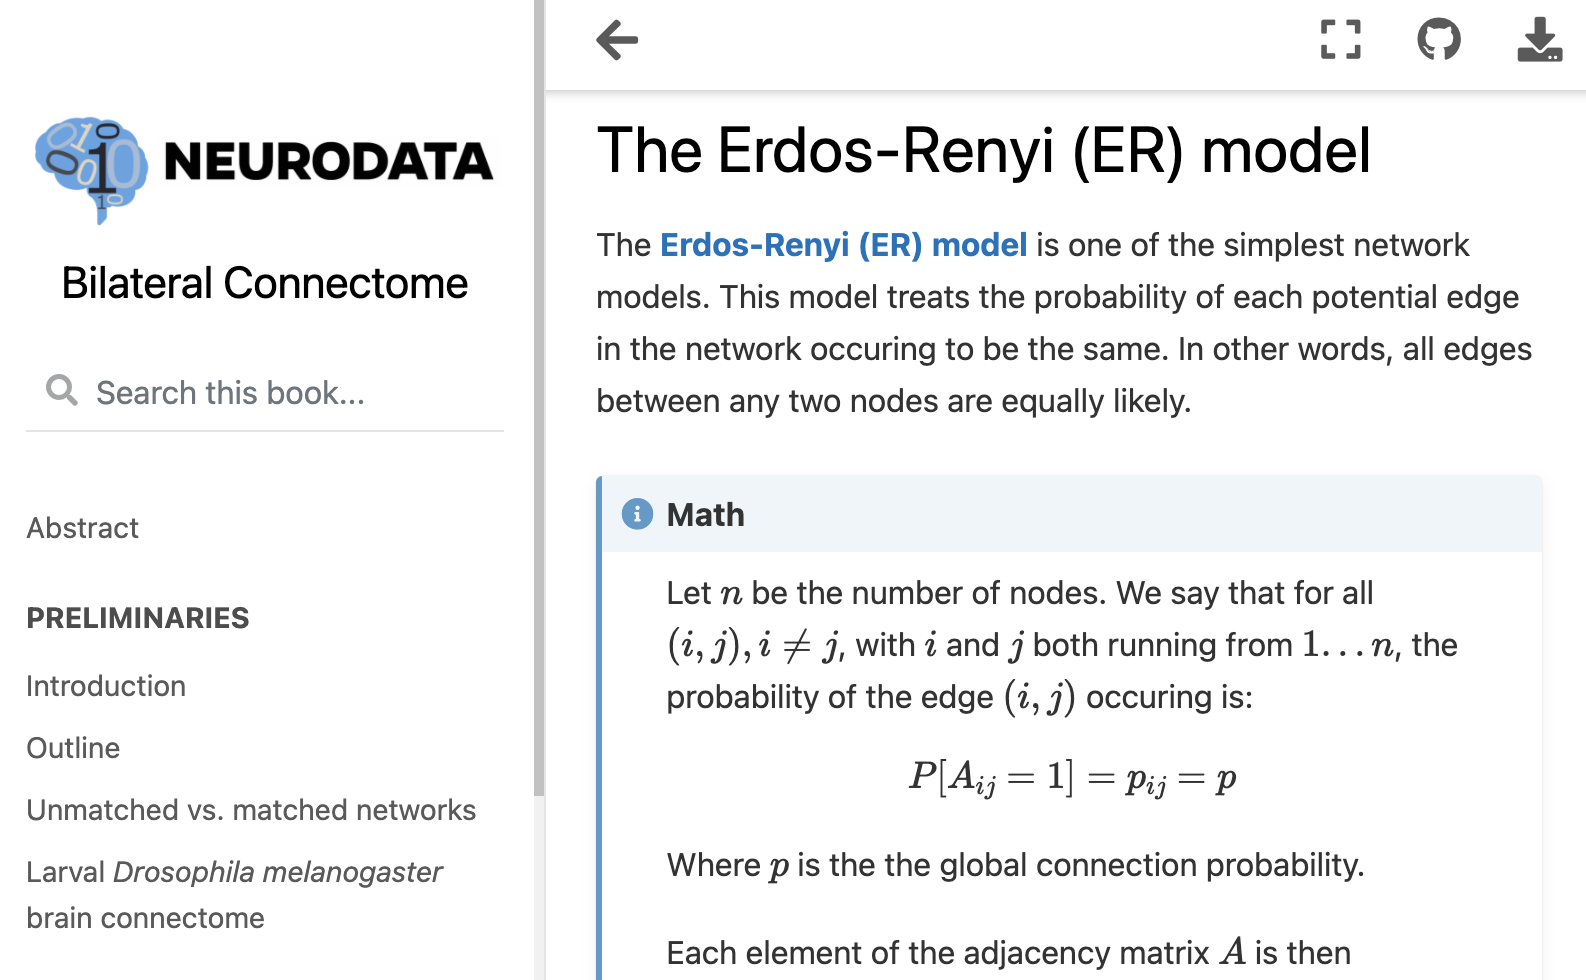 NEURODATA
Bilateral Connectome
Search this book...
Abstract
PRELIMINARIES
Introduction
Outline
Unmatched vs. matched networks
Larval Drosophila melanogaster
brain connectome
The Erdos-Renyi (ER) model
The Erdos-Renyi (ER) model is one of the simplest network
models. This model treats the probability of each potential edge
in the network occuring to be the same. In other words, all edges
between any two nodes are equally likely.
Math
Let n be the number of nodes. We say that for all
(i, j), i ≠ j, with i and j both running from 1...n, the
probability of the edge (i, j) occuring is:
P[A_{ij} = 1] = p_{ij} = p
Where p is the the global connection probability.
Each element of the adjacency matrix A is then